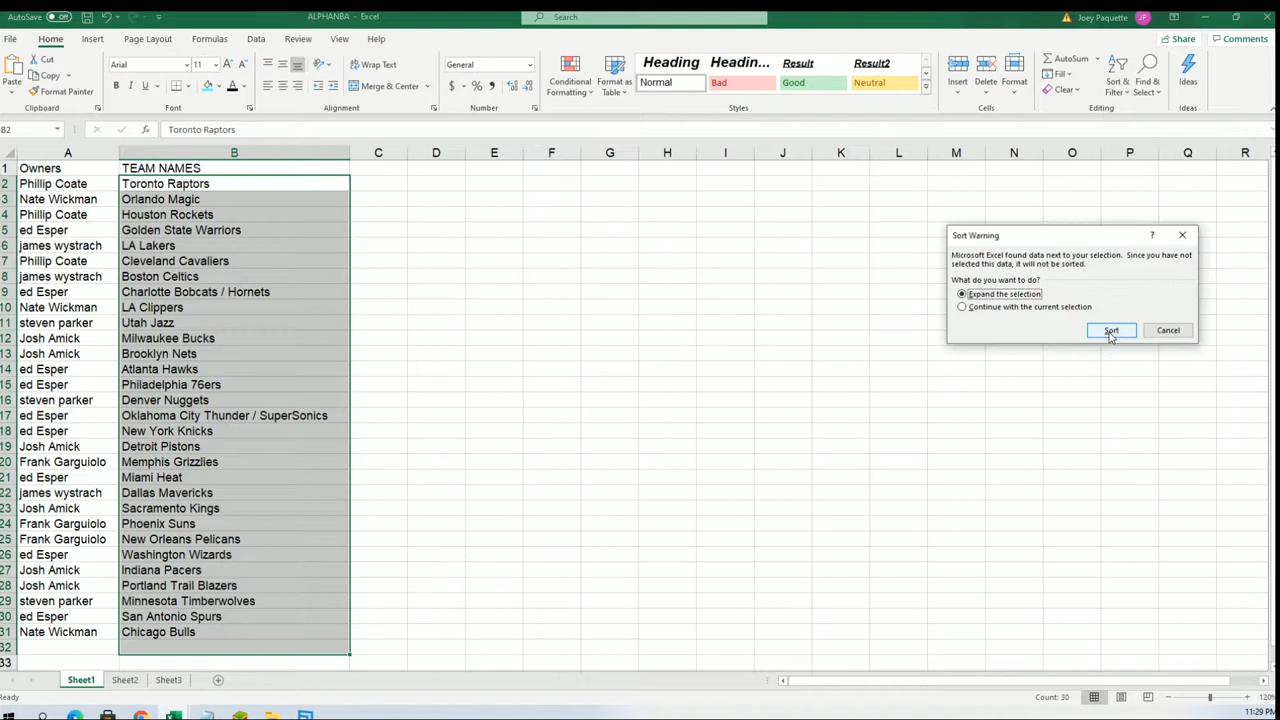 AutoSave Off ALPHANBA - Excel Search Joey Paquette JP
File Home Insert Page Layout Formulas Data Review View Help Share Comments
Cut
Copy
Format Painter
Clipboard
Arial 11
B I U
Font
Wrap Text
Merge & Center
Alignment
General
$ % ,
Number
Conditional Formatting
Format as Table
Heading Headin... Result Result2
Normal Bad Good Neutral
Styles
Insert Delete Format
Cells
AutoSum
Fill
Clear
Sort & Filter
Find & Select
Editing
Ideas
Ideas
B2 fx Toronto Raptors
A B C D E F G H I J K L M N O P Q R
1 Owners TEAM NAMES
2 Phillip Coate Toronto Raptors
3 Nate Wickman Orlando Magic
4 Phillip Coate Houston Rockets
5 ed Esper Golden State Warriors
6 james wystrach LA Lakers
7 Phillip Coate Cleveland Cavaliers
8 james wystrach Boston Celtics
9 ed Esper Charlotte Bobcats / Hornets
10 Nate Wickman LA Clippers
11 steven parker Utah Jazz
12 Josh Amick Milwaukee Bucks
13 Josh Amick Brooklyn Nets
14 ed Esper Atlanta Hawks
15 ed Esper Philadelphia 76ers
16 steven parker Denver Nuggets
17 ed Esper Oklahoma City Thunder / SuperSonics
18 ed Esper New York Knicks
19 Josh Amick Detroit Pistons
20 Frank Garguiolo Memphis Grizzlies
21 ed Esper Miami Heat
22 james wystrach Dallas Mavericks
23 Josh Amick Sacramento Kings
24 Frank Garguiolo Phoenix Suns
25 Frank Garguiolo New Orleans Pelicans
26 ed Esper Washington Wizards
27 Josh Amick Indiana Pacers
28 Josh Amick Portland Trail Blazers
29 steven parker Minnesota Timberwolves
30 ed Esper San Antonio Spurs
31 Nate Wickman Chicago Bulls
32
33
Sort Warning ?
Microsoft Excel found data next to your selection. Since you have not
selected this data, it will not be sorted.
What do you want to do?
Expand the selection
Continue with the current selection
Sort Cancel
Sheet1 Sheet2 Sheet3
Ready Count: 30 120%
11:29 PM